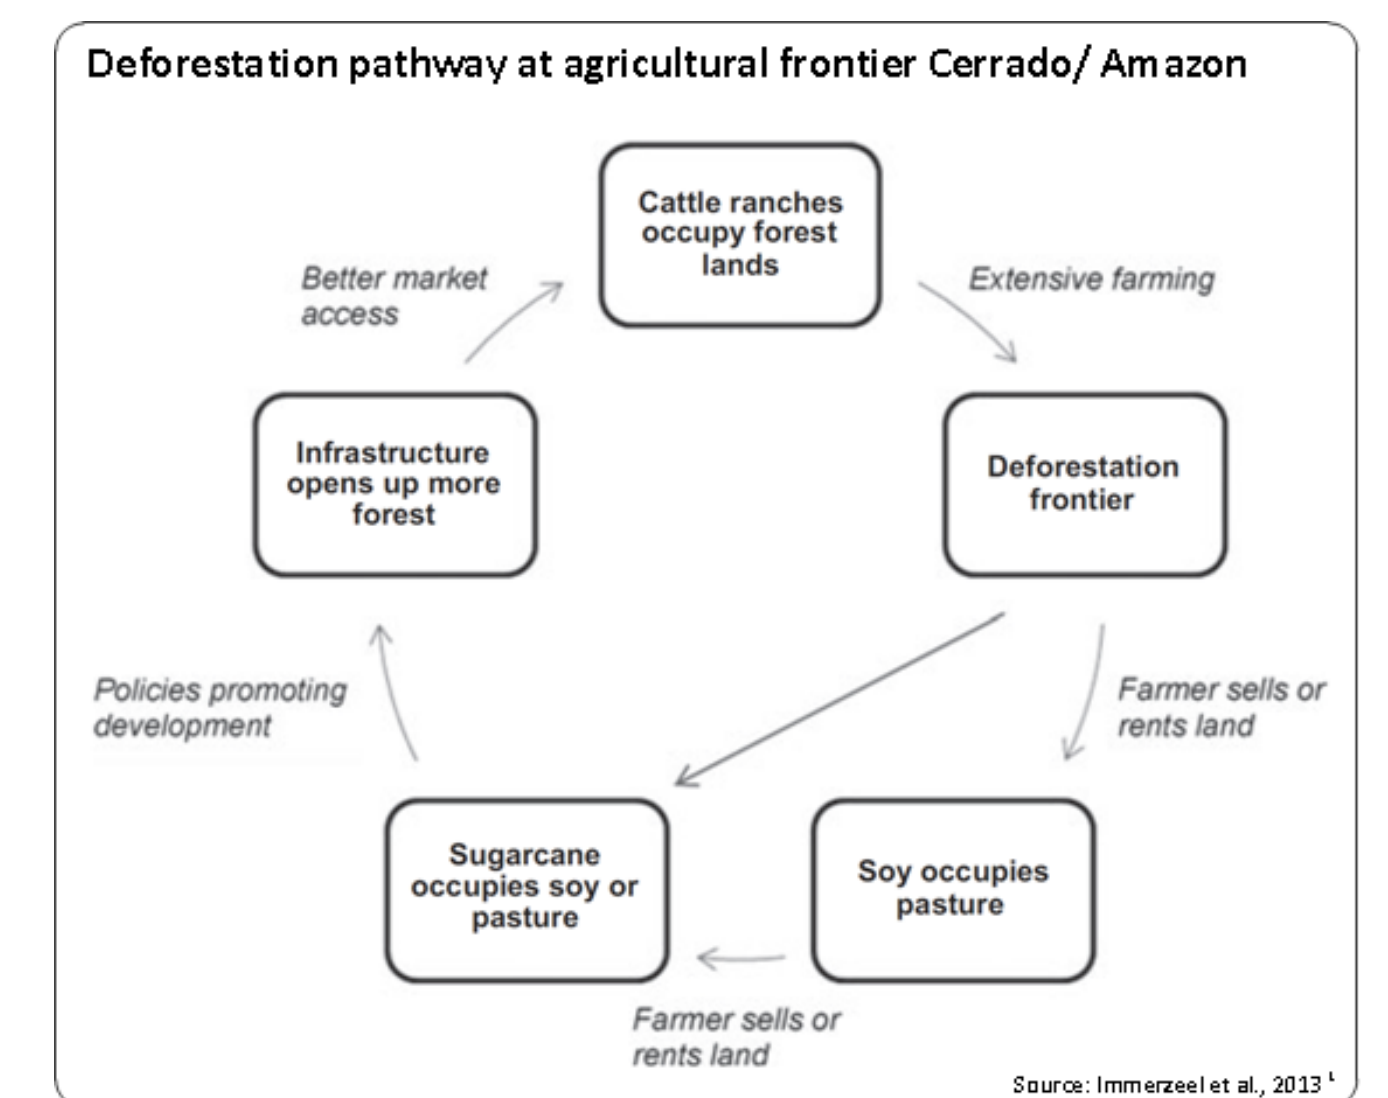 Deforestation pathway at agricultural frontier Cerrado/ Amazon
Cattle ranches
occupy forest
lands
Better market
access
Extensive farming
Infrastructure
opens up more
forest
Deforestation
frontier
Policies promoting
development
Farmer sells or
rents land
Sugarcane
occupies soy or
pasture
Soy occupies
pasture
Farmer sells or
rents land
Source: Immerzeel et al., 2013